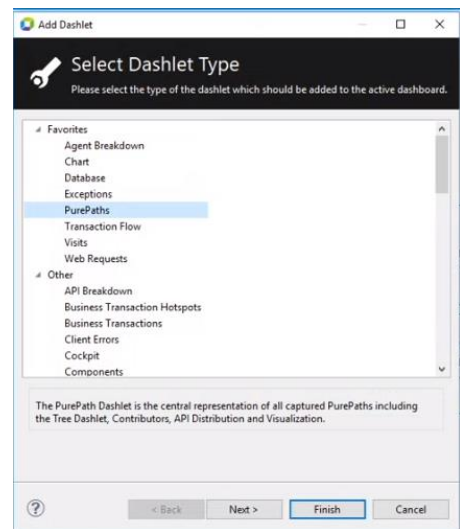 Add Dashlet
Select Dashlet Type
Please select the type of the dashlet which should be added to the active dashboard.
Favorites
Agent Breakdown
Chart
Database
Exceptions
PurePaths
Transaction Flow
Visits
Web Requests
Other
API Breakdown
Business Transaction Hotspots
Business Transactions
Client Errors
Cockpit
Components
The PurePath Dashlet is the central representation of all captured PurePaths including
the Tree Dashlet, Contributors, API Distribution and Visualization.
?
< Back Next > Finish Cancel